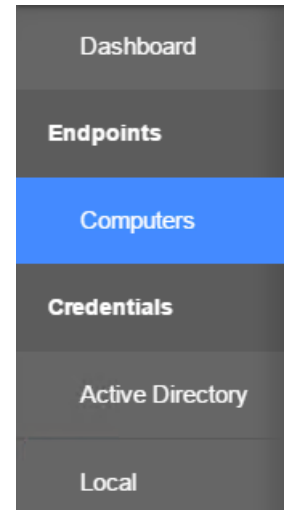 Dashboard
Endpoints
Computers
Credentials
Active Directory
Local